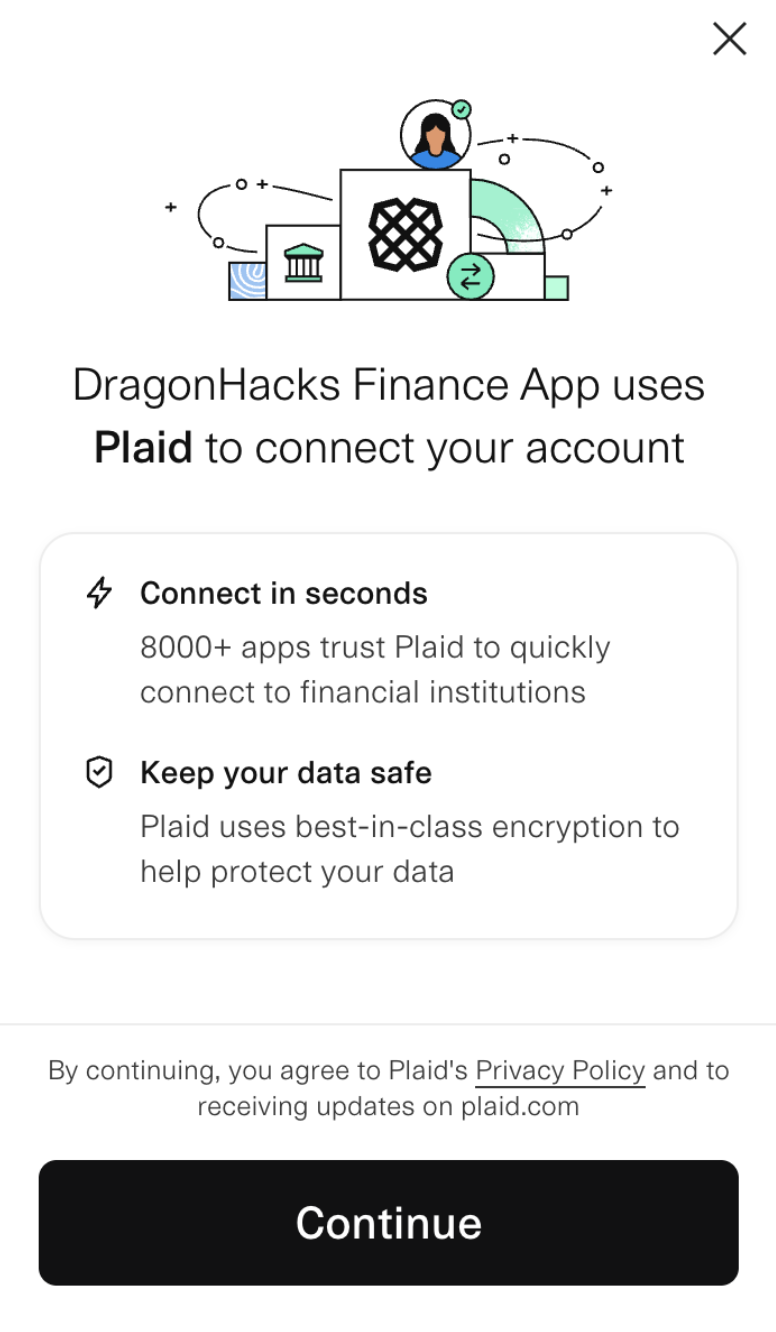 DragonHacks Finance App uses
Plaid to connect your account
Connect in seconds
8000+ apps trust Plaid to quickly
connect to financial institutions
Keep your data safe
Plaid uses best-in-class encryption to
help protect your data
By continuing, you agree to Plaid's Privacy Policy and to
receiving updates on plaid.com
Continue